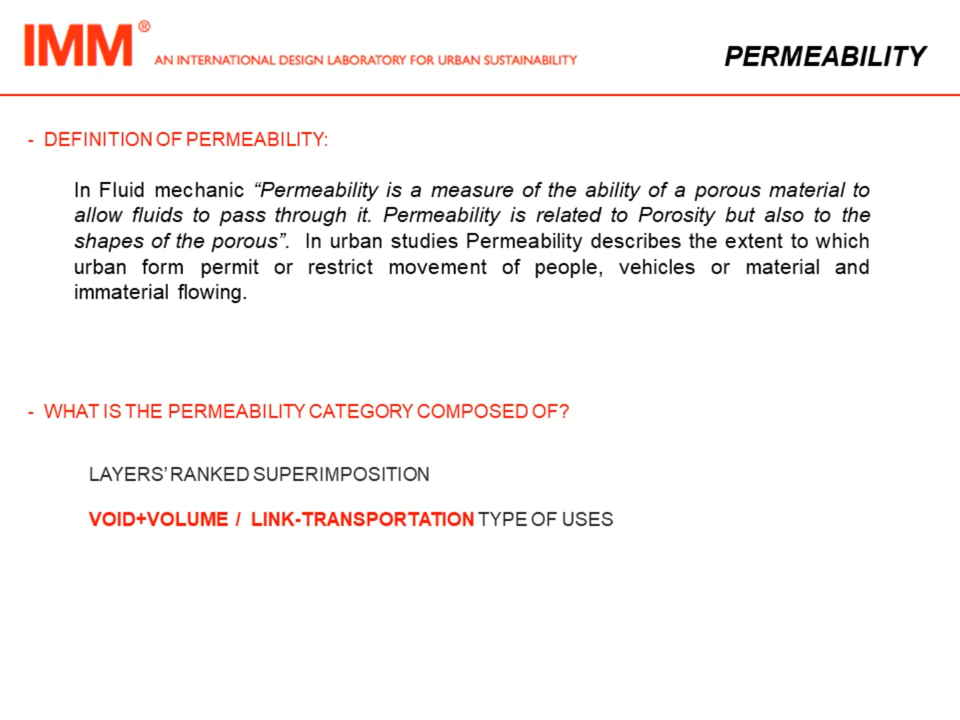 IMM®
AN INTERNATIONAL DESIGN LABORATORY FOR URBAN SUSTAINABILITY
PERMEABILITY
- DEFINITION OF PERMEABILITY:
In Fluid mechanic “Permeability is a measure of the ability of a porous material to
allow fluids to pass through it. Permeability is related to Porosity but also to the
shapes of the porous”. In urban studies Permeability describes the extent to which
urban form permit or restrict movement of people, vehicles or material and
immaterial flowing.
- WHAT IS THE PERMEABILITY CATEGORY COMPOSED OF?
LAYERS’ RANKED SUPERIMPOSITION
VOID+VOLUME / LINK-TRANSPORTATION TYPE OF USES